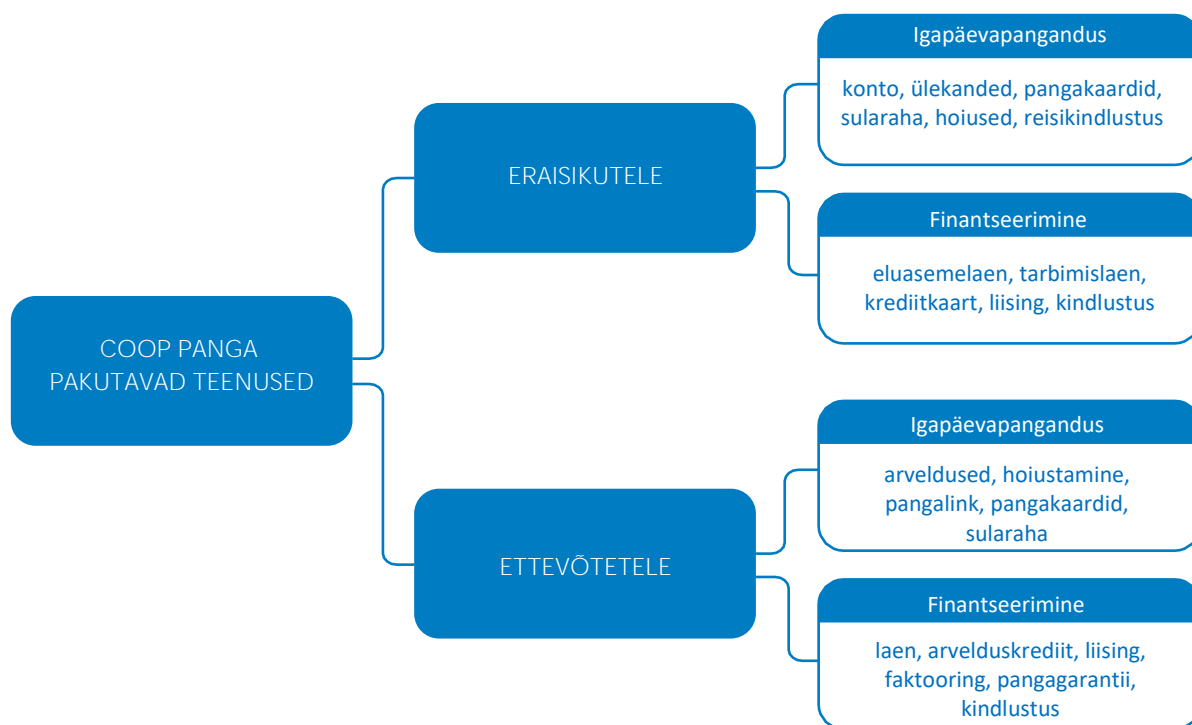 COOP PANGA
PAKUTAVAD TEENUSED
ERAISIKUTELE
Igapäevapangandus
konto, ülekanded, pangakaardid,
sularaha, hoiused, reisikindlustus
Finantseerimine
eluasemelaen, tarbimislaen,
krediitkaart, liising, kindlustus
ETTEVÕTETELE
Igapäevapangandus
arveldused, hoiustamine,
pangalink, pangakaardid,
sularaha
Finantseerimine
laen, arvelduskrediit, liising,
faktooring, pangagarantii,
kindlustus